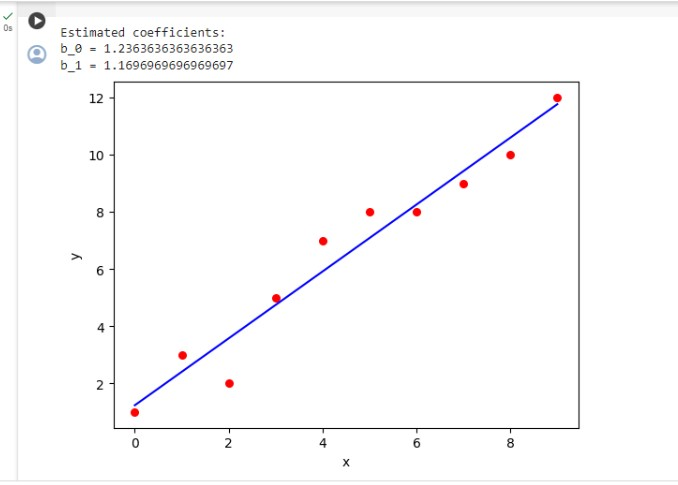 0s
Estimated coefficients:
b_0 = 1.2363636363636363
b_1 = 1.1696969696969697
12
10
8
6
4
2
y
0 2 4 6 8
x